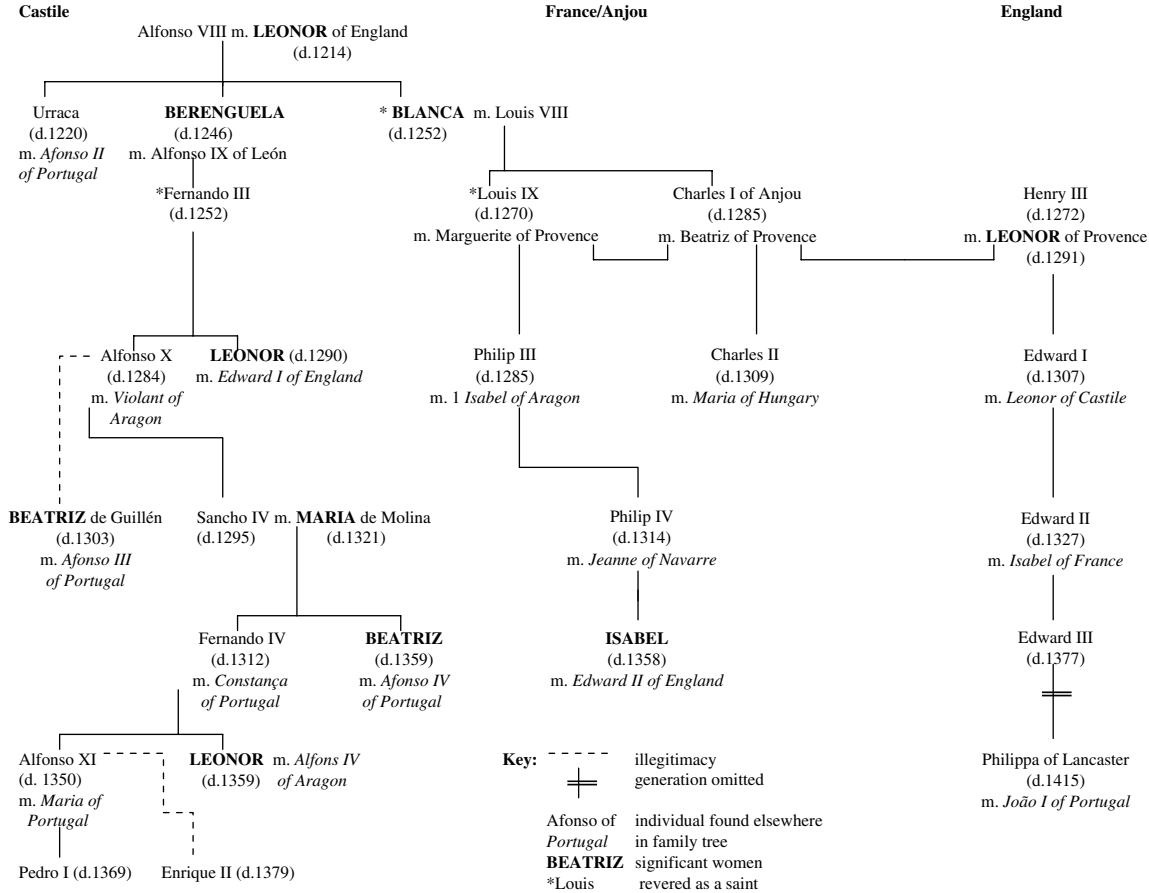 Castile
France/Anjou
England
Alfonso VIII m. LEONOR of England
(d.1214)
Urraca
(d.1220)
m. Afonso II
of Portugal
BERENGUELA
(d.1246)
m. Alfonso IX of León
* BLANCA m. Louis VIII
(d.1252)
*Fernando III
(d.1252)
*Louis IX
(d.1270)
m. Marguerite of Provence
Charles I of Anjou
(d.1285)
m. Beatriz of Provence
Henry III
(d.1272)
m. LEONOR of Provence
(d.1291)
Alfonso X
(d.1284)
m. Violant of
Aragon
LEONOR (d.1290)
m. Edward I of England
Philip III
(d.1285)
m. 1 Isabel of Aragon
Charles II
(d.1309)
m. Maria of Hungary
Edward I
(d.1307)
m. Leonor of Castile
BEATRIZ de Guillén
(d.1303)
m. Afonso III
of Portugal
Sancho IV m. MARIA de Molina
(d.1295)
(d.1321)
Philip IV
(d.1314)
m. Jeanne of Navarre
Edward II
(d.1327)
m. Isabel of France
Fernando IV
(d.1312)
m. Constança
of Portugal
BEATRIZ
(d.1359)
m. Afonso IV
of Portugal
ISABEL
(d.1358)
m. Edward II of England
Edward III
(d.1377)
Alfonso XI
(d. 1350)
m. Maria of
Portugal
LEONOR m. Alfons IV
(d.1359) of Aragon
Philippa of Lancaster
(d.1415)
m. João I of Portugal
Pedro I (d.1369)
Enrique II (d.1379)
Key:
illegitimacy
generation omitted
Afonso of individual found elsewhere
Portugal in family tree
BEATRIZ significant women
*Louis revered as a saint